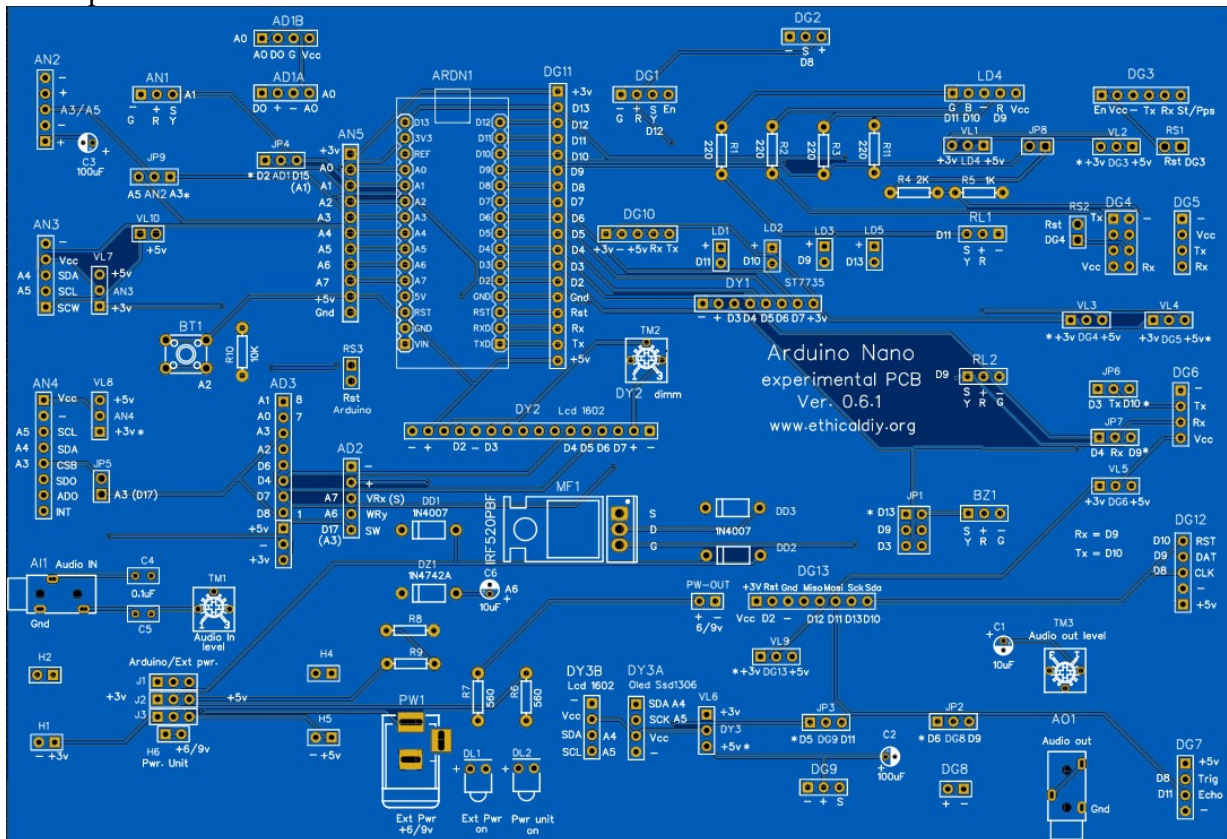 AD1B
A0
A0 D0 G Vcc
AD1A
D0 + - A0
A0
AN2
-
+
A3/A5
-
+
C3
100uF
AN1
A1
- + S
G R Y
JP4
* D2 AD1 D15
(A1)
JP9
A5 AN2 A3*
AN5
+3v
A0
A1
A2
A3
A4
A5
A6
A7
+5v
Gnd
ARDN1
D13
3V3
REF
A0
A1
A2
A3
A4
A5
A6
A7
5V
RST
GND
VIN
D12
D11
D10
D9
D8
D7
D6
D5
D4
D3
D2
GND
RST
RXD
TXD
DG11
+3v
D13
D12
D11
D10
D9
D8
D7
D6
D5
D4
D3
D2
Gnd
Rst
Rx
Tx
+5v
DG2
- S +
D8
DG1
- + S En
G R Y
D12
LD4
G B - R Vcc
D11 D10 D9
DG3
En Vcc - Tx Rx St/Pps
R1
220
R2
220
R3
220
R11
220
VL1
+3v LD4 +5v
JP8
VL2
* +3v DG3 +5v
RS1
Rst DG3
R4 2K
R5 1K
DG10
+3v - +5v Rx Tx
LD1
+
D11
LD2
+
D10
LD3
+
D9
LD5
+
D13
RL1
D11
S + -
Y R
RS2
Rst
DG4
DG4
Tx
-
Vcc
Rx
DG5
-
Vcc
Tx
Rx
AN3
-
Vcc
A4 SDA
A5 SCL
SCW
VL10
+5v
VL7
+5v
AN3
+3v
BT1
A2
R10
10K
RS3
Rst
Arduino
DY1
ST7735
- + D3 D4 D5 D6 D7 +3v
TM2
1 2 3
dimm
Arduino Nano
experimental PCB
Ver. 0.6.1
www.ethicaldiy.org
VL3
* +3v DG4 +5v
VL4
+3v DG5 +5v*
RL2
D9
S + -
Y R G
JP6
D3 Tx D10 *
JP7
D4 Rx D9*
DG6
-
Tx
Rx
Vcc
VL5
+3v DG6 +5v
AN4
Vcc
-
A5 SCL
A4 SDA
A3 CSB
SDO
ADO
INT
VL8
+5v
AN4
+3v *
JP5
A3 (D17)
AD3
A1 8
A0 7
A3
A2
D6
D4
D7
D8 1
+5v
-
+3v
DY2
Lcd 1602
DY2
- + D2 - D3 D4 D5 D6 D7 + -
AD2
-
+
A7 VRx (S)
A6 WRy
D17 SW
(A3)
DD1
1N4007
MF1
IRF520PBF
S
D
G
DD3
1N4007
DD2
JP1
* D13
D9
D3
BZ1
S + -
Y R G
Rx = D9
Tx = D10
DG12
D10 RST
D9 DAT
D8 CLK
-
+5v
AI1 Audio IN
Gnd
C4
0.1uF
C5
TM1
1 2 3
Audio In
level
DZ1
1N4742A
C6
10uF
A6
PW-OUT
+ -
6/9v
DG13
+3V Rst Gnd Miso Mosi Sck Sda
Vcc D2 - D12 D11 D13 D10
VL9
*+3v DG13 +5v
C1
10uF
TM3
Audio out level
H2
Arduino/Ext pwr.
J1
J2
J3
+3v
+5v
H6
+6/9v
Pwr. Unit
H4
H1
- +3v
H5
- +5v
R8
R9
R7
560
R6
560
PW1
Ext Pwr
+6/9v
DL1
+
Ext Pwr
on
DL2
+
Pwr unit
on
DY3B
Lcd 1602
-
Vcc
SDA A4
SCL A5
DY3A
Oled Ssd1306
SDA A4
SCK A5
Vcc
-
VL6
+3v
DY3
+5v *
JP3
* D5 DG9 D11
JP2
* D6 DG8 D9
C2
100uF
DG9
- + S
DG8
+ -
AO1
Audio out
Gnd
DG7
+5v
D8 Trig
D11 Echo
-